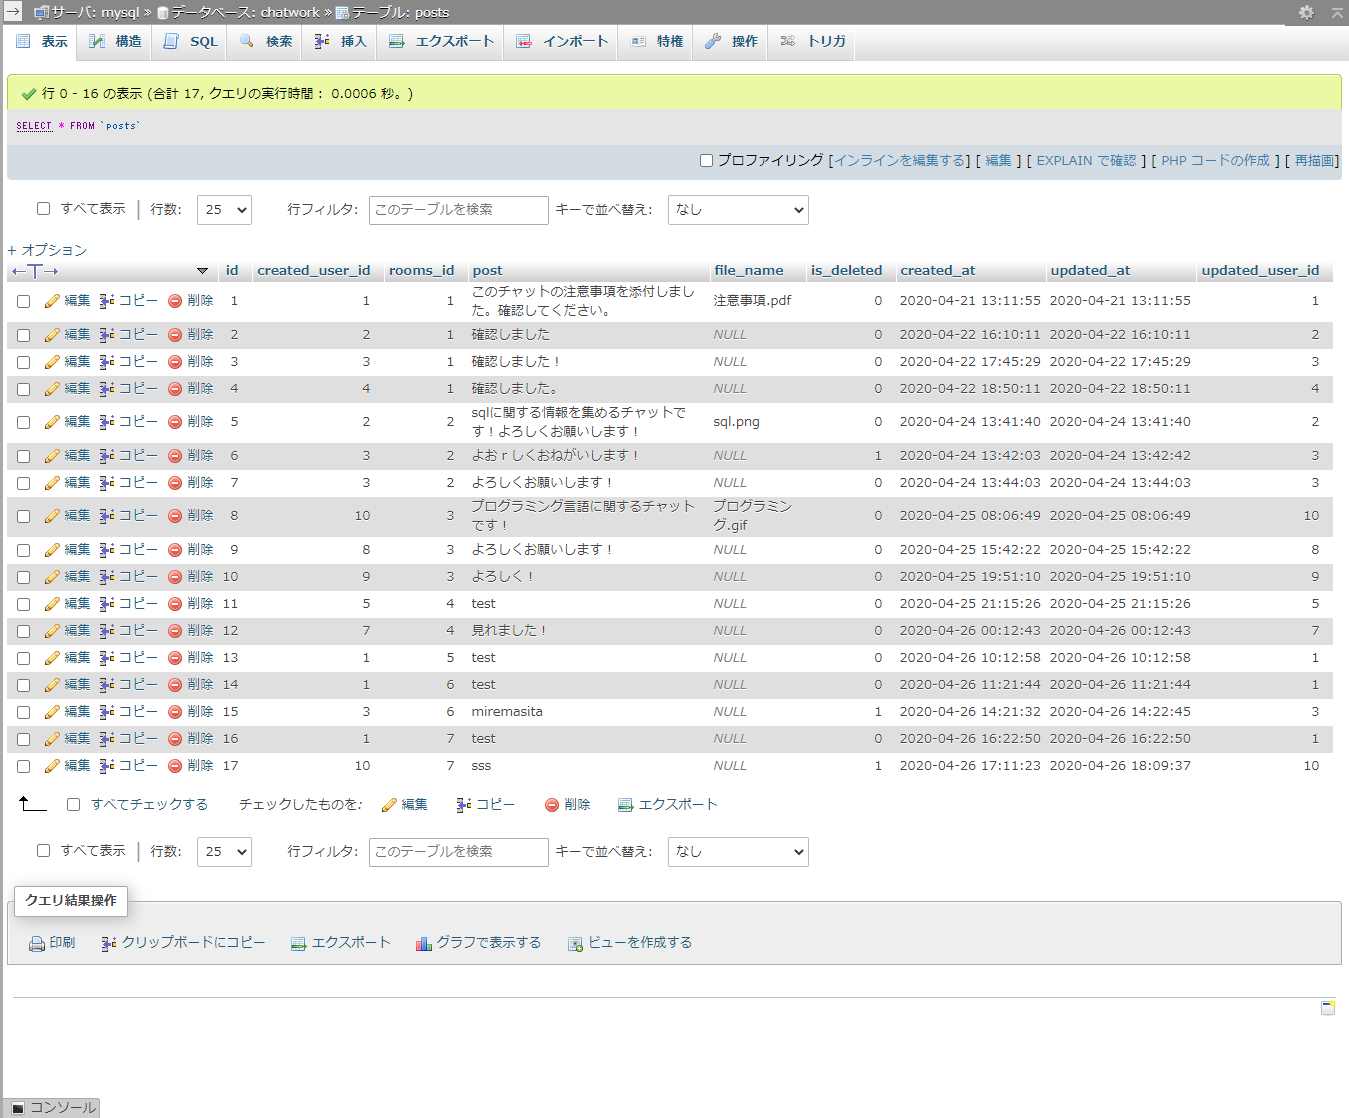 サーバ: mysql » データベース: chatwork » テーブル: posts
表示 構造 SQL 検索 挿入 エクスポート インポート 特権 操作 トリガ
行 0 - 16 の表示 (合計 17, クエリの実行時間： 0.0006 秒。)
SELECT * FROM `posts`
プロファイリング [インラインを編集する] [ 編集 ] [ EXPLAIN で確認 ] [ PHP コードの作成 ] [ 再描画]
すべて表示 | 行数: 25 行フィルタ: このテーブルを検索 キーで並べ替え: なし
+ オプション
←T→ id created_user_id rooms_id post file_name is_deleted created_at updated_at updated_user_id
編集 コピー 削除 1 1 1 このチャットの注意事項を添付しまし 注意事項.pdf 0 2020-04-21 13:11:55 2020-04-21 13:11:55 1
た。確認してください。
編集 コピー 削除 2 2 1 確認しました NULL 0 2020-04-22 16:10:11 2020-04-22 16:10:11 2
編集 コピー 削除 3 3 1 確認しました！ NULL 0 2020-04-22 17:45:29 2020-04-22 17:45:29 3
編集 コピー 削除 4 4 1 確認しました。 NULL 0 2020-04-22 18:50:11 2020-04-22 18:50:11 4
編集 コピー 削除 5 2 2 sqlに関する情報を集めるチャットで sql.png 0 2020-04-24 13:41:40 2020-04-24 13:41:40 2
す！よろしくお願いします！
編集 コピー 削除 6 3 2 よおｒしくおねがいします！ NULL 1 2020-04-24 13:42:03 2020-04-24 13:42:42 3
編集 コピー 削除 7 3 2 よろしくお願いします！ NULL 0 2020-04-24 13:44:03 2020-04-24 13:44:03 3
編集 コピー 削除 8 10 3 プログラミング言語に関するチャット プログラミン 0 2020-04-25 08:06:49 2020-04-25 08:06:49 10
です！ グ.gif
編集 コピー 削除 9 8 3 よろしくお願いします！ NULL 0 2020-04-25 15:42:22 2020-04-25 15:42:22 8
編集 コピー 削除 10 9 3 よろしく！ NULL 0 2020-04-25 19:51:10 2020-04-25 19:51:10 9
編集 コピー 削除 11 5 4 test NULL 0 2020-04-25 21:15:26 2020-04-25 21:15:26 5
編集 コピー 削除 12 7 4 見れました！ NULL 0 2020-04-26 00:12:43 2020-04-26 00:12:43 7
編集 コピー 削除 13 1 5 test NULL 0 2020-04-26 10:12:58 2020-04-26 10:12:58 1
編集 コピー 削除 14 1 6 test NULL 0 2020-04-26 11:21:44 2020-04-26 11:21:44 1
編集 コピー 削除 15 3 6 miremasita NULL 1 2020-04-26 14:21:32 2020-04-26 14:22:45 3
編集 コピー 削除 16 1 7 test NULL 0 2020-04-26 16:22:50 2020-04-26 16:22:50 1
編集 コピー 削除 17 10 7 sss NULL 1 2020-04-26 17:11:23 2020-04-26 18:09:37 10
すべてチェックする チェックしたものを: 編集 コピー 削除 エクスポート
すべて表示 | 行数: 25 行フィルタ: このテーブルを検索 キーで並べ替え: なし
クエリ結果操作
印刷 クリップボードにコピー エクスポート グラフで表示する ビューを作成する
コンソール